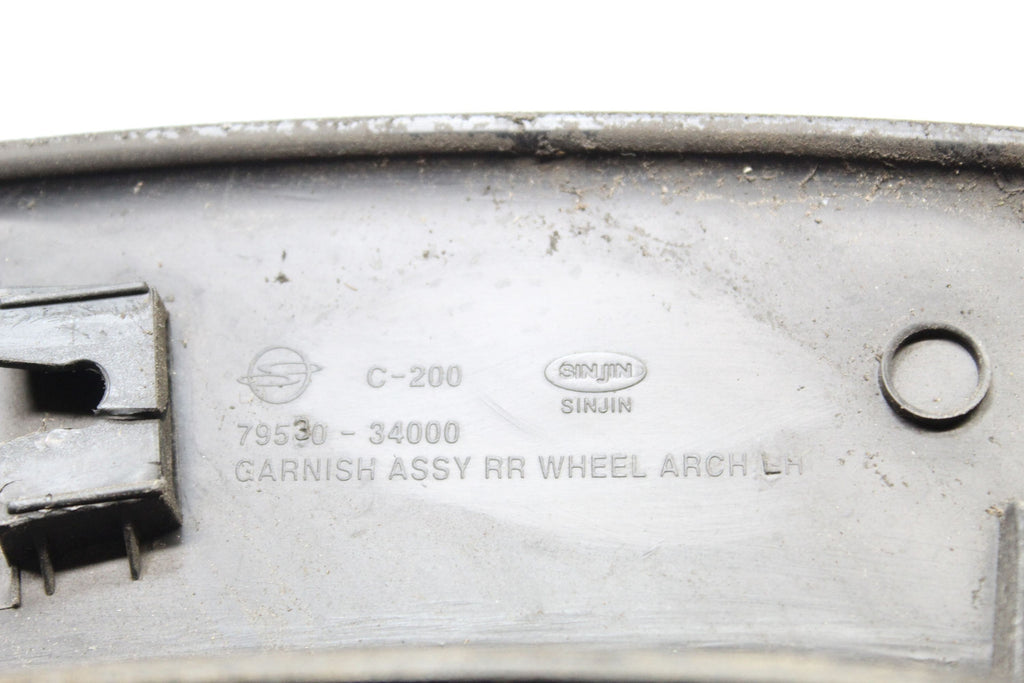 C-200
SINJIN
SINJIN
79530-34000
GARNISH ASSY RR WHEEL ARCH LH